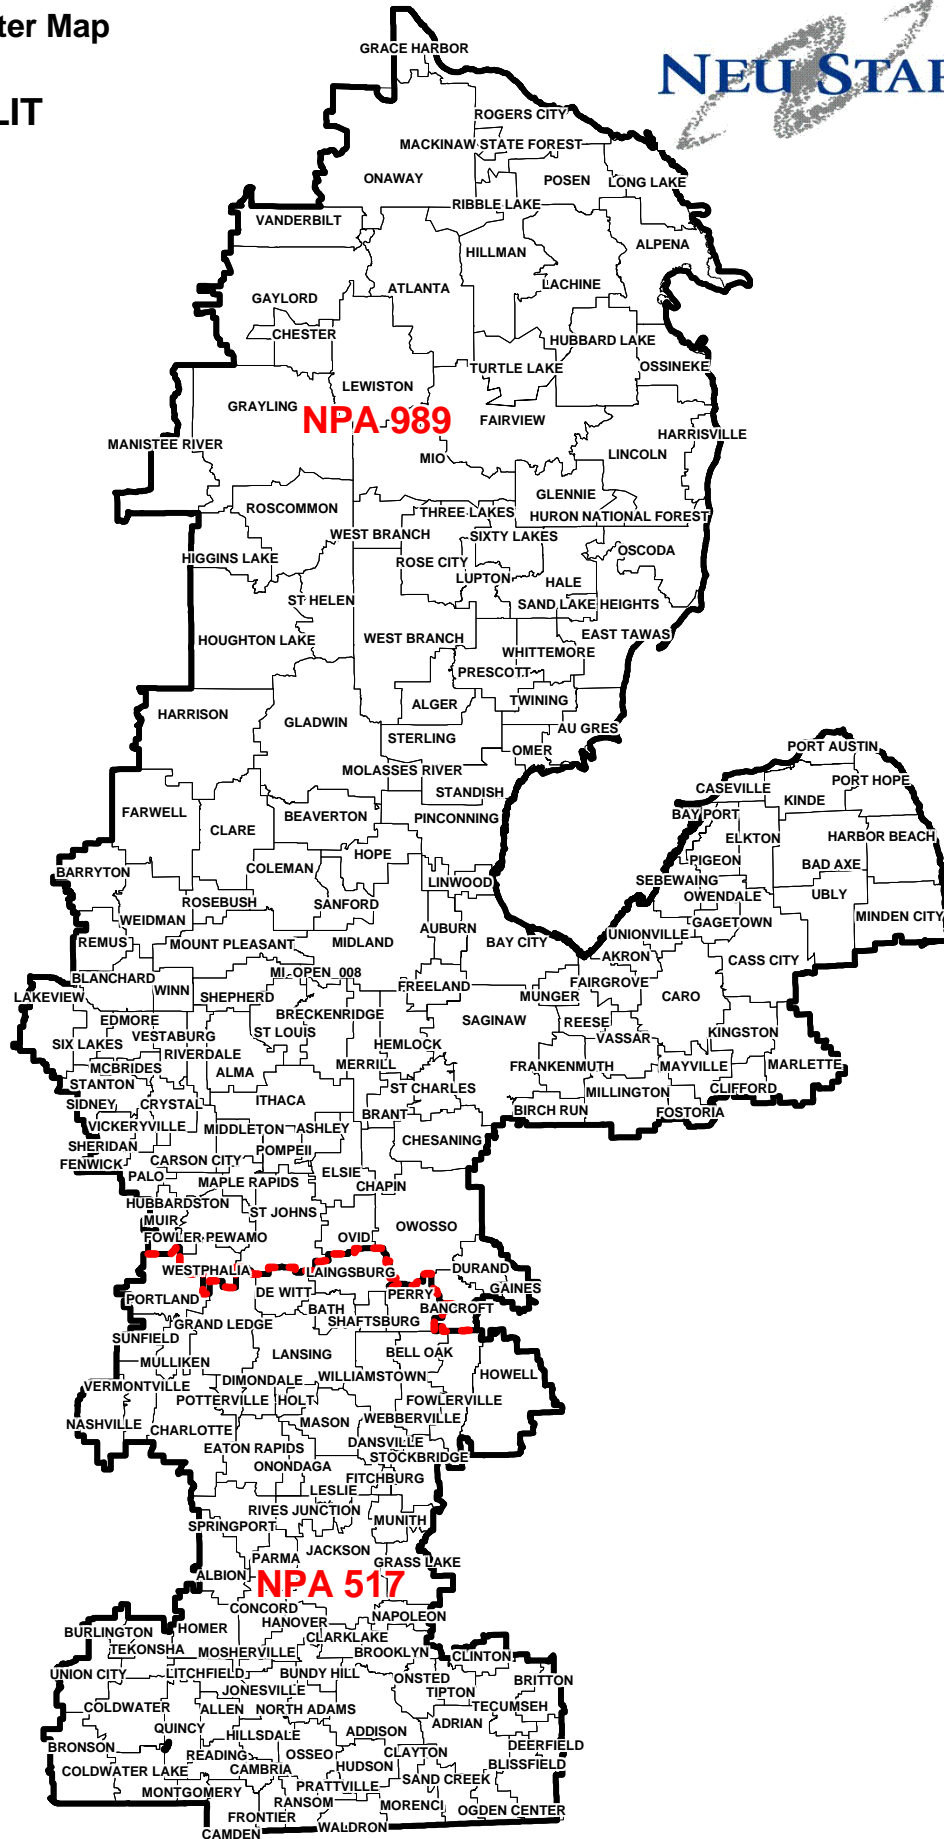 ter Map
LIT
NEUSTAR
GRACE HARBOR
ROGERS CITY
MACKINAW STATE FOREST
ONAWAY
POSEN
LONG LAKE
RIBBLE LAKE
VANDERBILT
ALPENA
HILLMAN
ATLANTA
LACHINE
GAYLORD
CHESTER
HUBBARD LAKE
TURTLE LAKE
OSSINEKE
LEWISTON
GRAYLING
NPA 989
FAIRVIEW
MANISTEE RIVER
HARRISVILLE
MIO
LINCOLN
GLENNIE
ROSCOMMON
THREE LAKES
HURON NATIONAL FOREST
WEST BRANCH
SIXTY LAKES
HIGGINS LAKE
ROSE CITY
OSCODA
LUPTON
HALE
ST HELEN
SAND LAKE HEIGHTS
HOUGHTON LAKE
WEST BRANCH
EAST TAWAS
WHITTEMORE
PRESCOTT
HARRISON
GLADWIN
ALGER
TWINING
STERLING
AU GRES
OMER
PORT AUSTIN
MOLASSES RIVER
STANDISH
CASEVILLE
PORT HOPE
KINDE
FARWELL
CLARE
BEAVERTON
PINCONNING
BAY PORT
ELKTON
HARBOR BEACH
HOPE
BARRYTON
COLEMAN
PIGEON
BAD AXE
LINWOOD
SEBEWAING
ROSEBUSH
SANFORD
OWENDALE
UBLY
WEIDMAN
AUBURN
GAGETOWN
MINDEN CITY
REMUS
MOUNT PLEASANT
MIDLAND
BAY CITY
UNIONVILLE
AKRON
CASS CITY
BLANCHARD
WINN
MI_OPEN_008
FREELAND
FAIRGROVE
LAKEVIEW
SHEPHERD
MUNGER
CARO
BRECKENRIDGE
EDMORE
SAGINAW
REESE
SIX LAKES
VESTABURG
ST LOUIS
HEMLOCK
VASSAR
KINGSTON
RIVERDALE
MCBRIDES
ALMA
MERRILL
FRANKENMUTH
MAYVILLE
MARLETTE
STANTON
ST CHARLES
MILLINGTON
CLIFFORD
SIDNEY
CRYSTAL
ITHACA
BRANT
BIRCH RUN
FOSTORIA
VICKERYVILLE
MIDDLETON
ASHLEY
CHESANING
SHERIDAN
POMPEII
FENWICK
CARSON CITY
ELSIE
PALO
MAPLE RAPIDS
CHAPIN
HUBBARDSTON
ST JOHNS
MUIR
OWOSSO
FOWLER
PEWAMO
OVID
WESTPHALIA
LAINGSBURG
DURAND
PORTLAND
DE WITT
PERRY
GAINES
BATH
BANCROFT
GRAND LEDGE
SHAFTSBURG
SUNFIELD
LANSING
BELL OAK
MULLIKEN
HOWELL
VERMONTVILLE
DIMONDALE
WILLIAMSTOWN
POTTERVILLE
HOLT
FOWLERVILLE
NASHVILLE
CHARLOTTE
MASON
WEBBERVILLE
EATON RAPIDS
DANSVILLE
ONONDAGA
STOCKBRIDGE
FITCHBURG
LESLIE
RIVES JUNCTION
SPRINGPORT
MUNITH
PARMA
JACKSON
GRASS LAKE
ALBION
NPA 517
CONCORD
NAPOLEON
BURLINGTON
HOMER
HANOVER
CLARKLAKE
TEKONSHA
MOSHERVILLE
BROOKLYN
CLINTON
UNION CITY
LITCHFIELD
BUNDY HILL
ONSTED
BRITTON
JONESVILLE
TIPTON
COLDWATER
ALLEN
NORTH ADAMS
TECUMSEH
QUINCY
HILLSDALE
ADDISON
ADRIAN
BRONSON
READING
OSSEO
CLAYTON
DEERFIELD
COLDWATER LAKE
CAMBRIA
HUDSON
BLISSFIELD
MONTGOMERY
PRATTVILLE
SAND CREEK
RANSOM
MORENCI
OGDEN CENTER
FRONTIER
CAMDEN
WALDRON